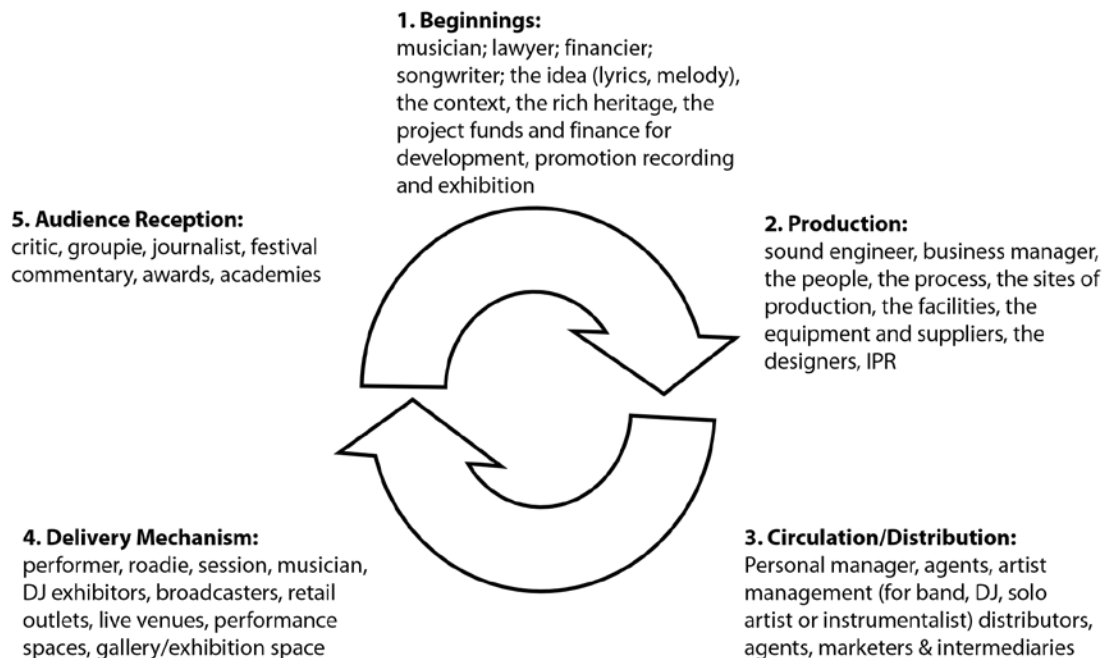 1. Beginnings:
musician; lawyer; financier;
songwriter; the idea (lyrics, melody),
the context, the rich heritage, the
project funds and finance for
development, promotion recording
and exhibition
2. Production:
sound engineer, business manager,
the people, the process, the sites of
production, the facilities, the
equipment and suppliers, the
designers, IPR
3. Circulation/Distribution:
Personal manager, agents, artist
management (for band, DJ, solo
artist or instrumentalist) distributors,
agents, marketers & intermediaries
4. Delivery Mechanism:
performer, roadie, session, musician,
DJ exhibitors, broadcasters, retail
outlets, live venues, performance
spaces, gallery/exhibition space
5. Audience Reception:
critic, groupie, journalist, festival
commentary, awards, academies